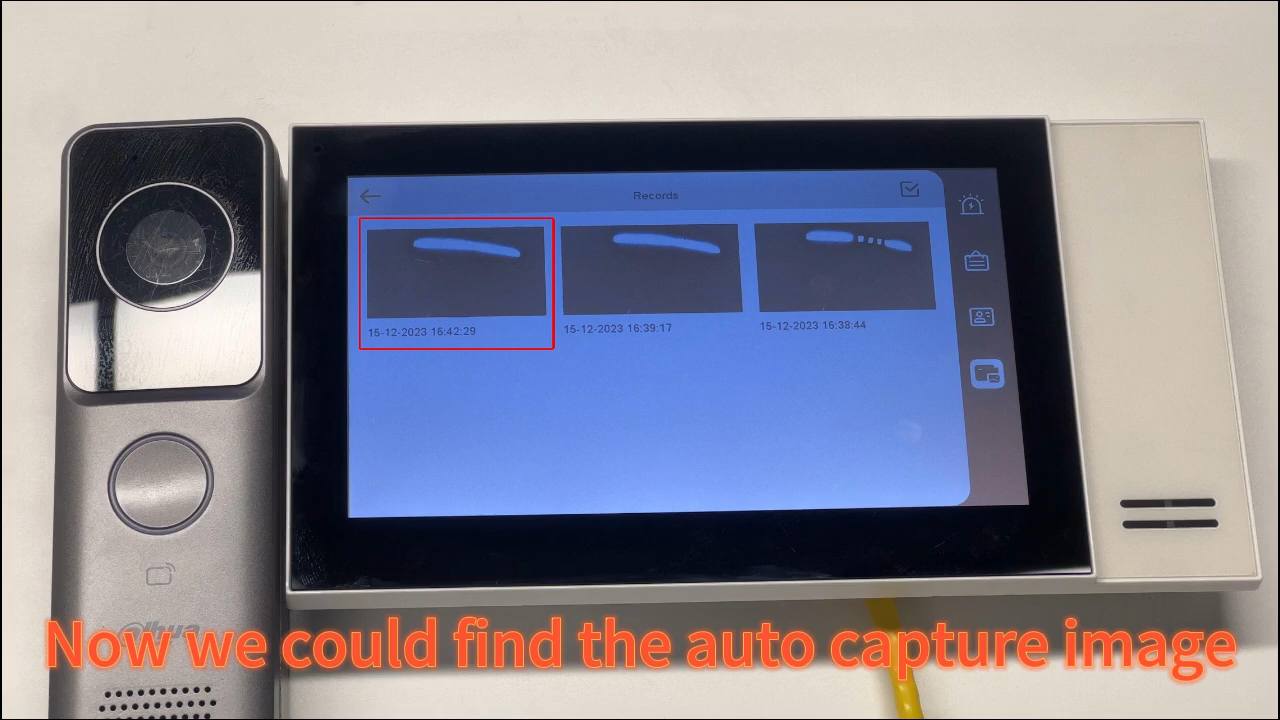 Records
15-12-2023 16:42:29
15-12-2023 16:39:17
15-12-2023 16:38:44
alhua
Now we could find the auto capture image